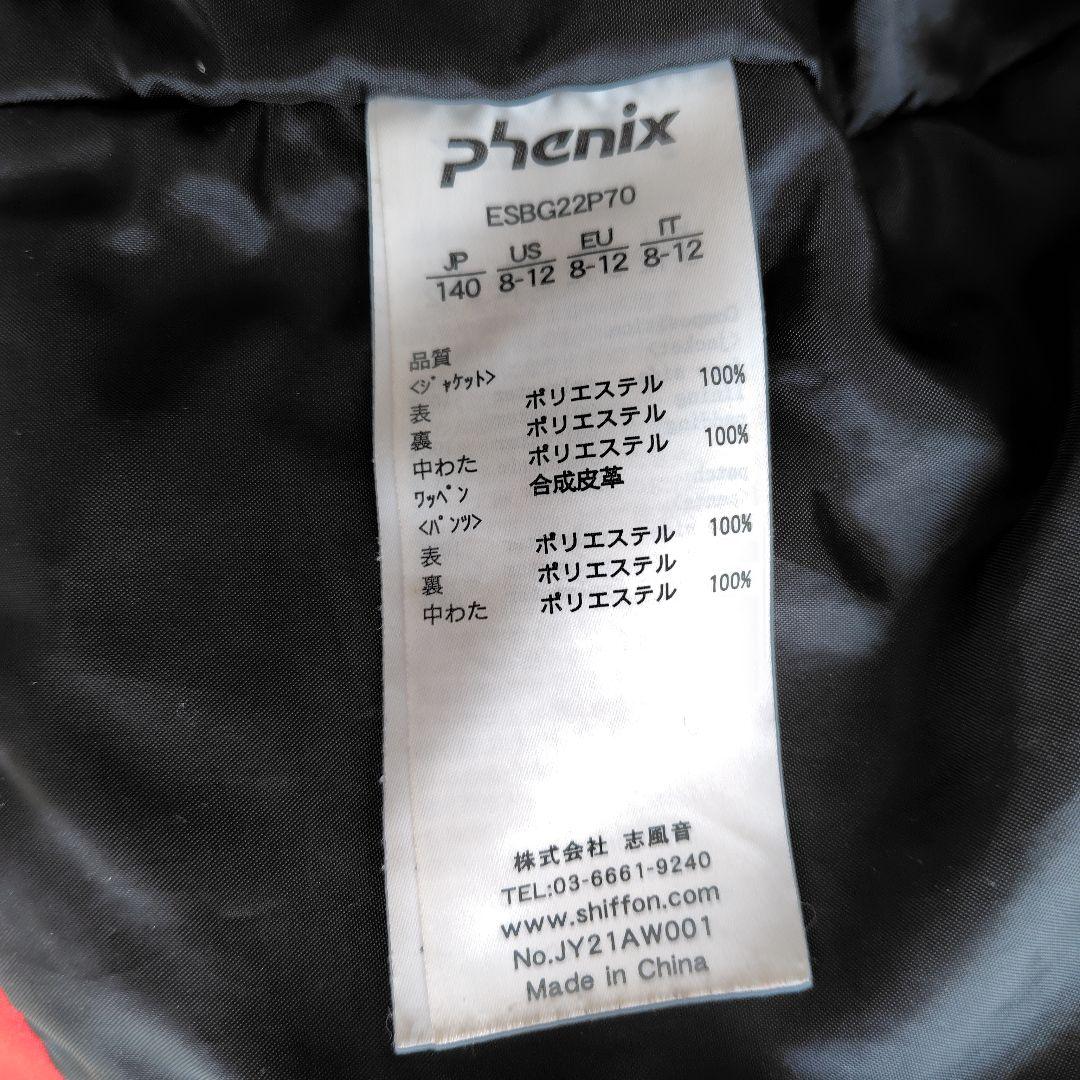 phenix
ESBG22P70
JP US EU IT
140 8-12 8-12 8-12
品質
<ジャケット>
表 ポリエステル 100%
裏 ポリエステル
中わた ポリエステル 100%
ワッペン 合成皮革
<パンツ>
表 ポリエステル 100%
裏 ポリエステル
中わた ポリエステル 100%
株式会社 志風音
TEL:03-6661-9240
www.shiffon.com
No.JY21AW001
Made in China